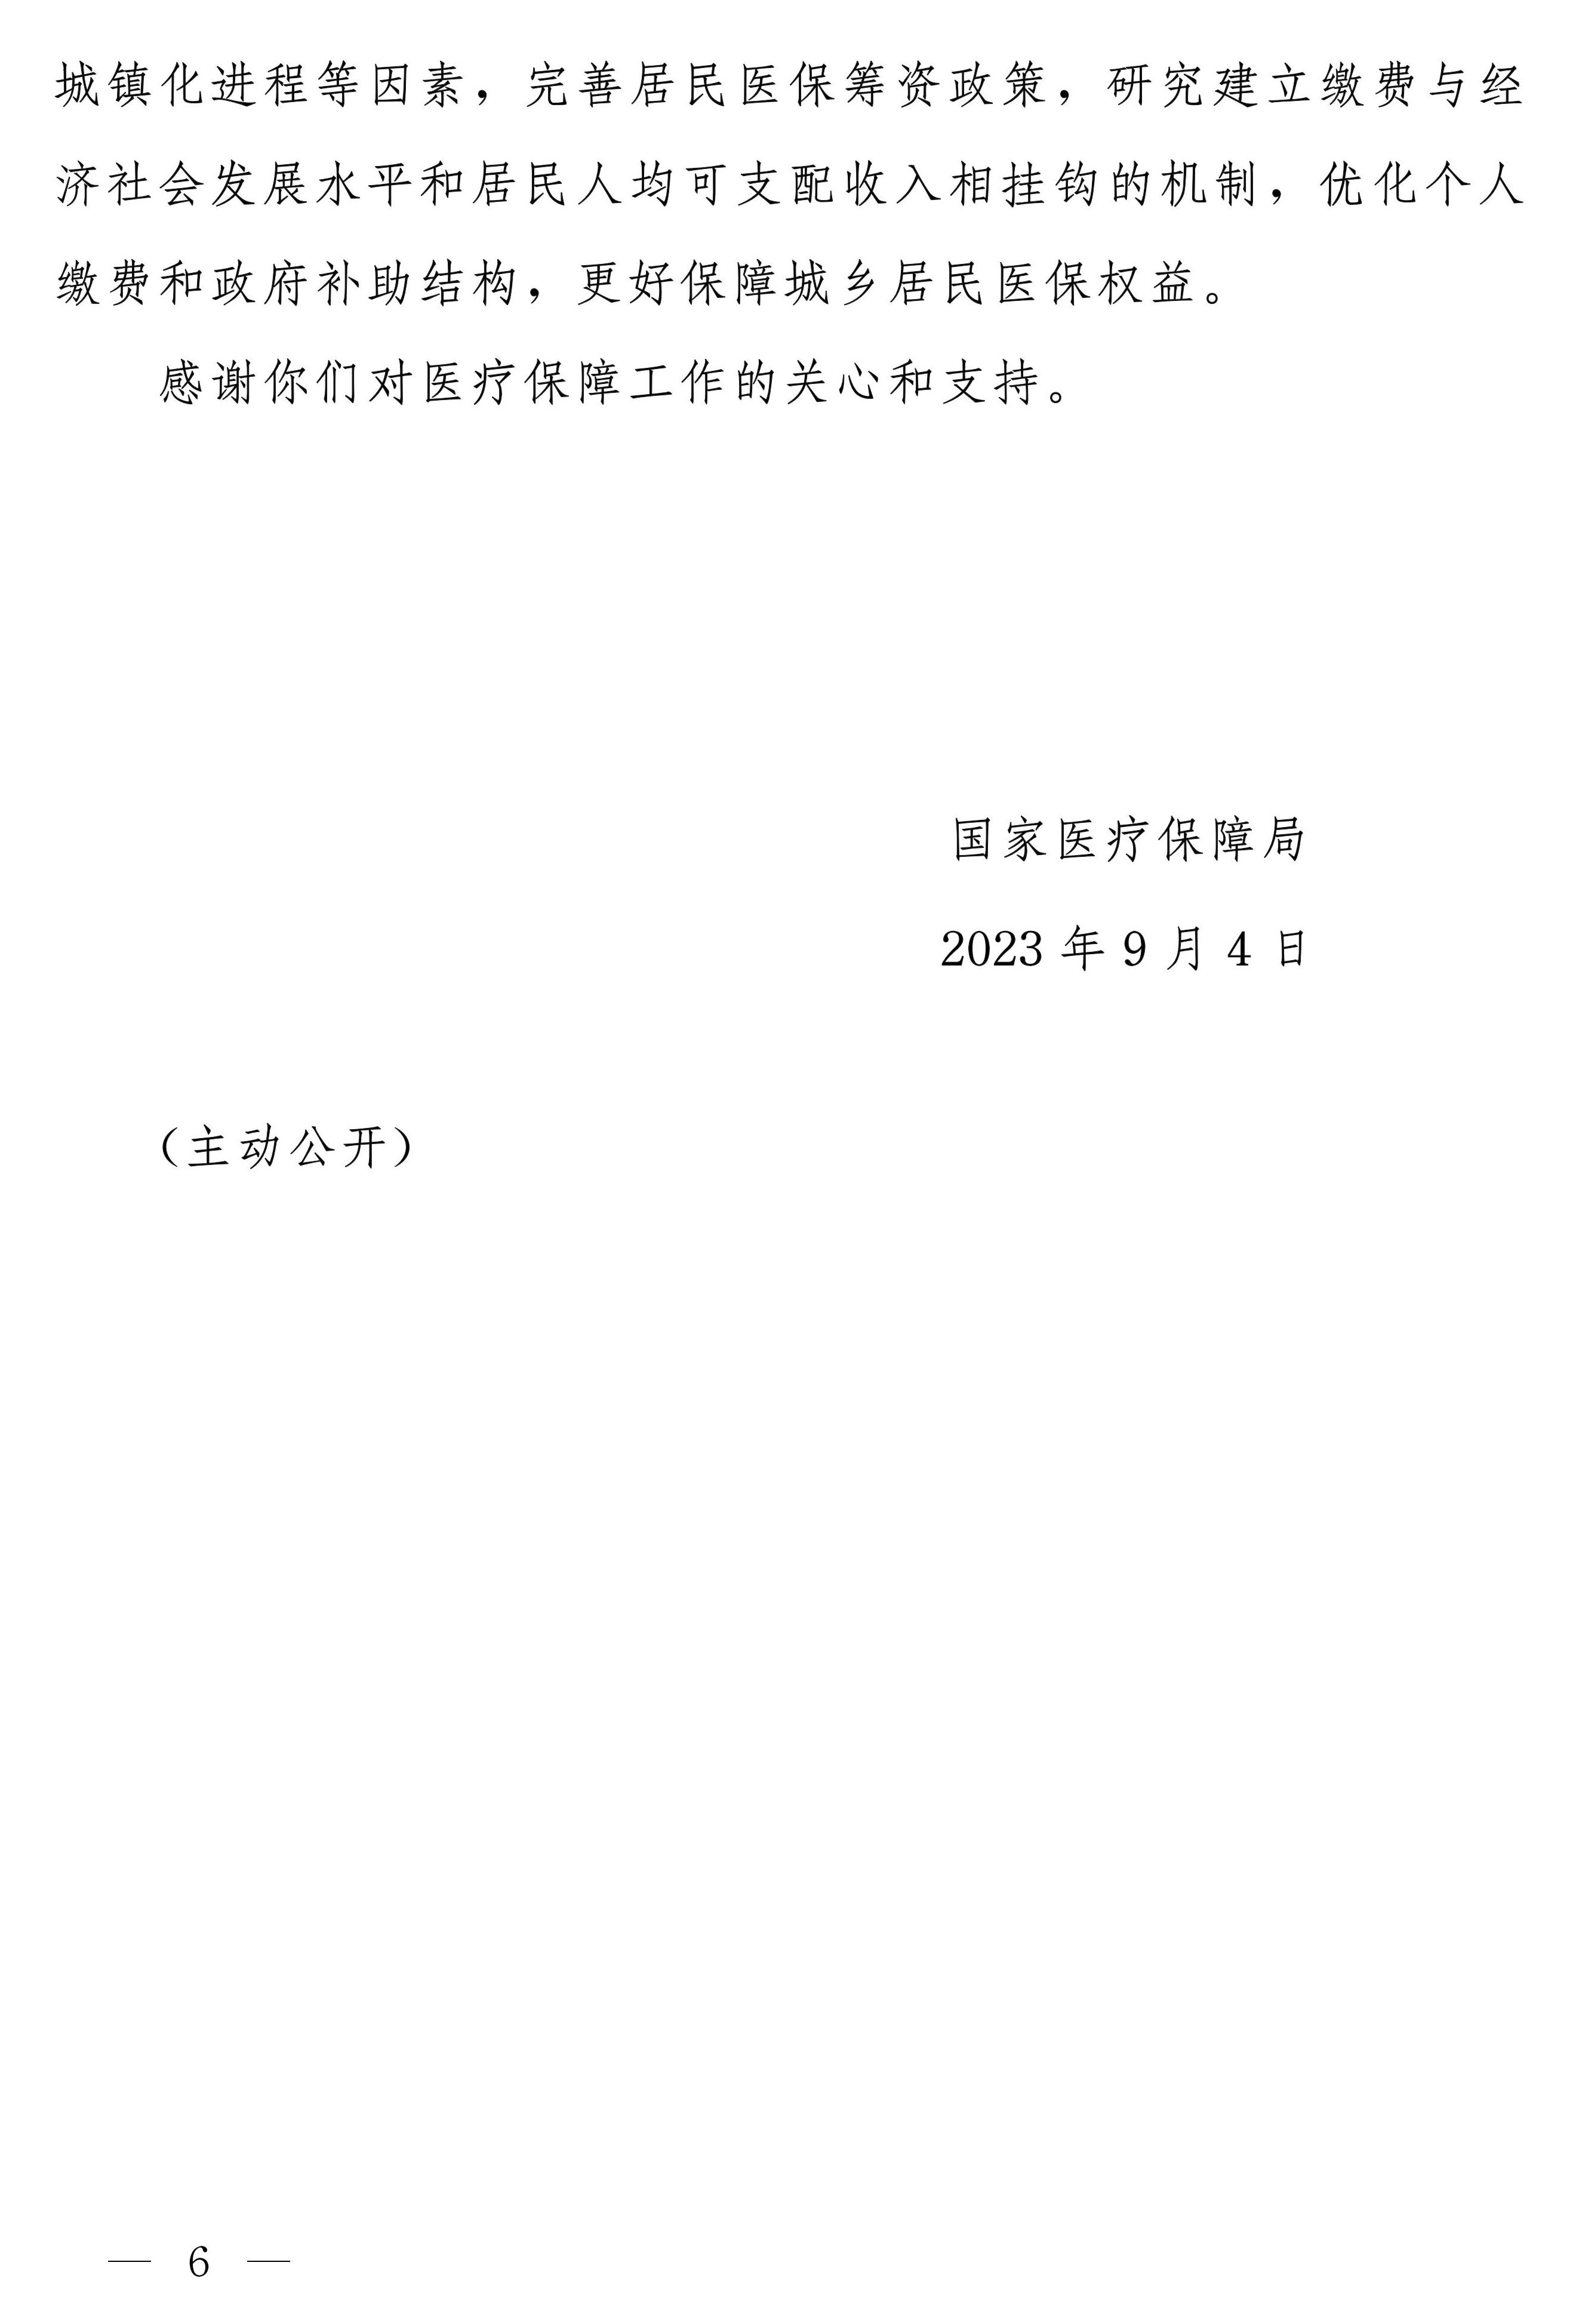 城镇化进程等因素，完善居民医保筹资政策，研究建立缴费与经
济社会发展水平和居民人均可支配收入相挂钩的机制，优化个人
缴费和政府补助结构，更好保障城乡居民医保权益。
感谢你们对医疗保障工作的关心和支持。
国家医疗保障局
2023 年 9 月 4 日
（主动公开）
— 6 —